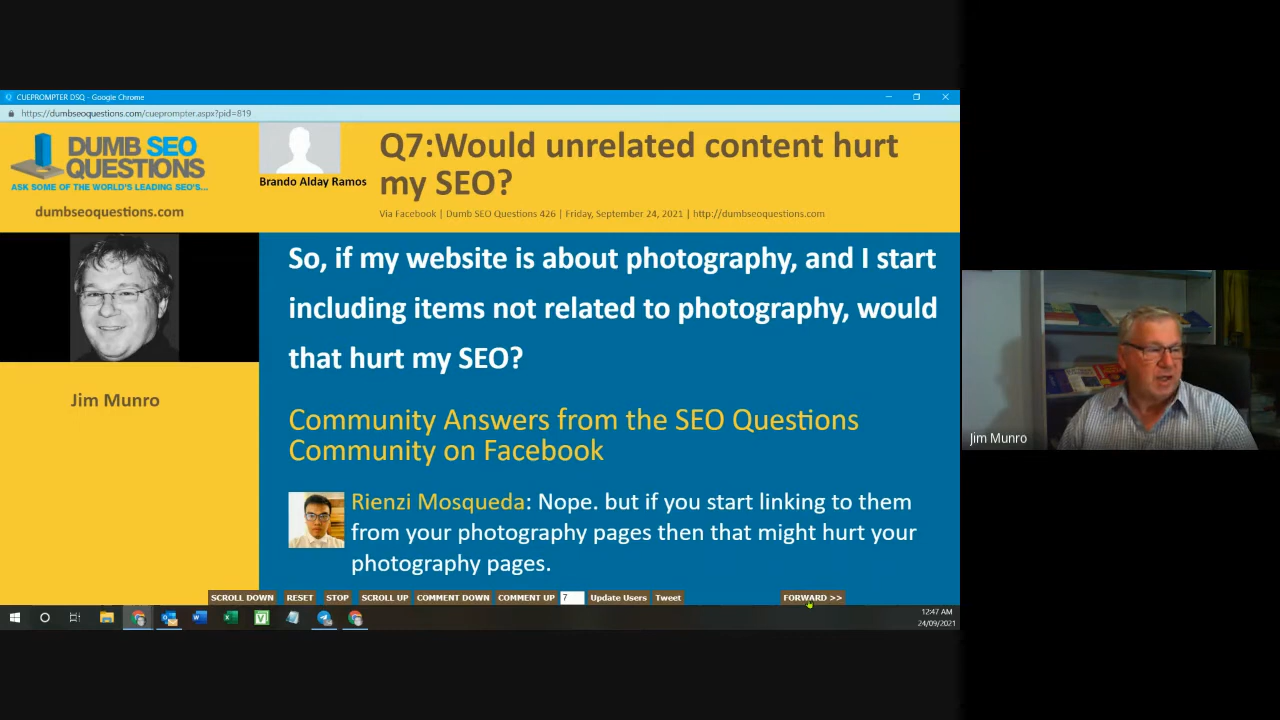 CUEPROMPTER DSQ - Google Chrome
https://dumbseoquestions.com/cueprompter.aspx?pid=819
DUMB SEO
QUESTIONS
ASK SOME OF THE WORLD'S LEADING SEO'S...
dumbseoquestions.com
Brando Alday Ramos
Q7:Would unrelated content hurt
my SEO?
Via Facebook | Dumb SEO Questions 426 | Friday, September 24, 2021 | http://dumbseoquestions.com
Jim Munro
So, if my website is about photography, and I start
including items not related to photography, would
that hurt my SEO?
Community Answers from the SEO Questions
Community on Facebook
Rienzi Mosqueda: Nope. but if you start linking to them
from your photography pages then that might hurt your
photography pages.
SCROLL DOWN RESET STOP SCROLL UP COMMENT DOWN COMMENT UP 7 Update Users Tweet FORWARD >>
12:47 AM
24/09/2021
Jim Munro